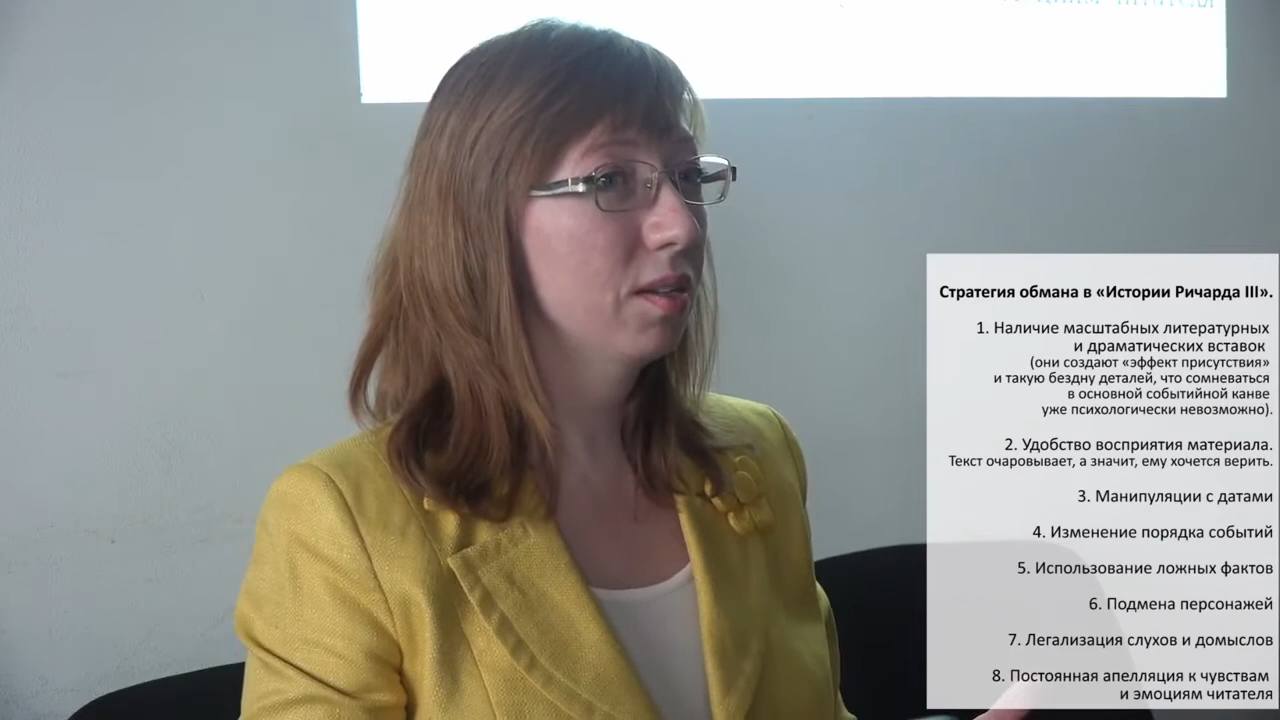 читателя
Стратегия обмана в «Истории Ричарда III».
1. Наличие масштабных литературных
и драматических вставок
(они создают «эффект присутствия»
и такую бездну деталей, что сомневаться
в основной событийной канве
уже психологически невозможно).
2. Удобство восприятия материала.
Текст очаровывает, а значит, ему хочется верить.
3. Манипуляции с датами
4. Изменение порядка событий
5. Использование ложных фактов
6. Подмена персонажей
7. Легализация слухов и домыслов
8. Постоянная апелляция к чувствам
и эмоциям читателя